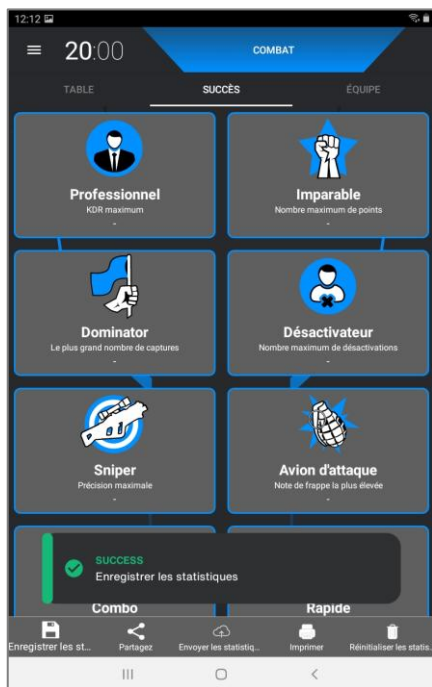 12:12
20:00
COMBAT
TABLE
SUCCÈS
ÉQUIPE
Professionnel
KDR maximum
-
Imparable
Nombre maximum de points
-
Dominator
Le plus grand nombre de captures
-
Désactivateur
Nombre maximum de désactivations
-
Sniper
Précision maximale
-
Avion d'attaque
Note de frappe la plus élevée
-
SUCCESS
Enregistrer les statistiques
Combo
Rapide
Enregistrer les st...
Partagez
Envoyer les statistiq...
Imprimer
Réinitialiser les statis...